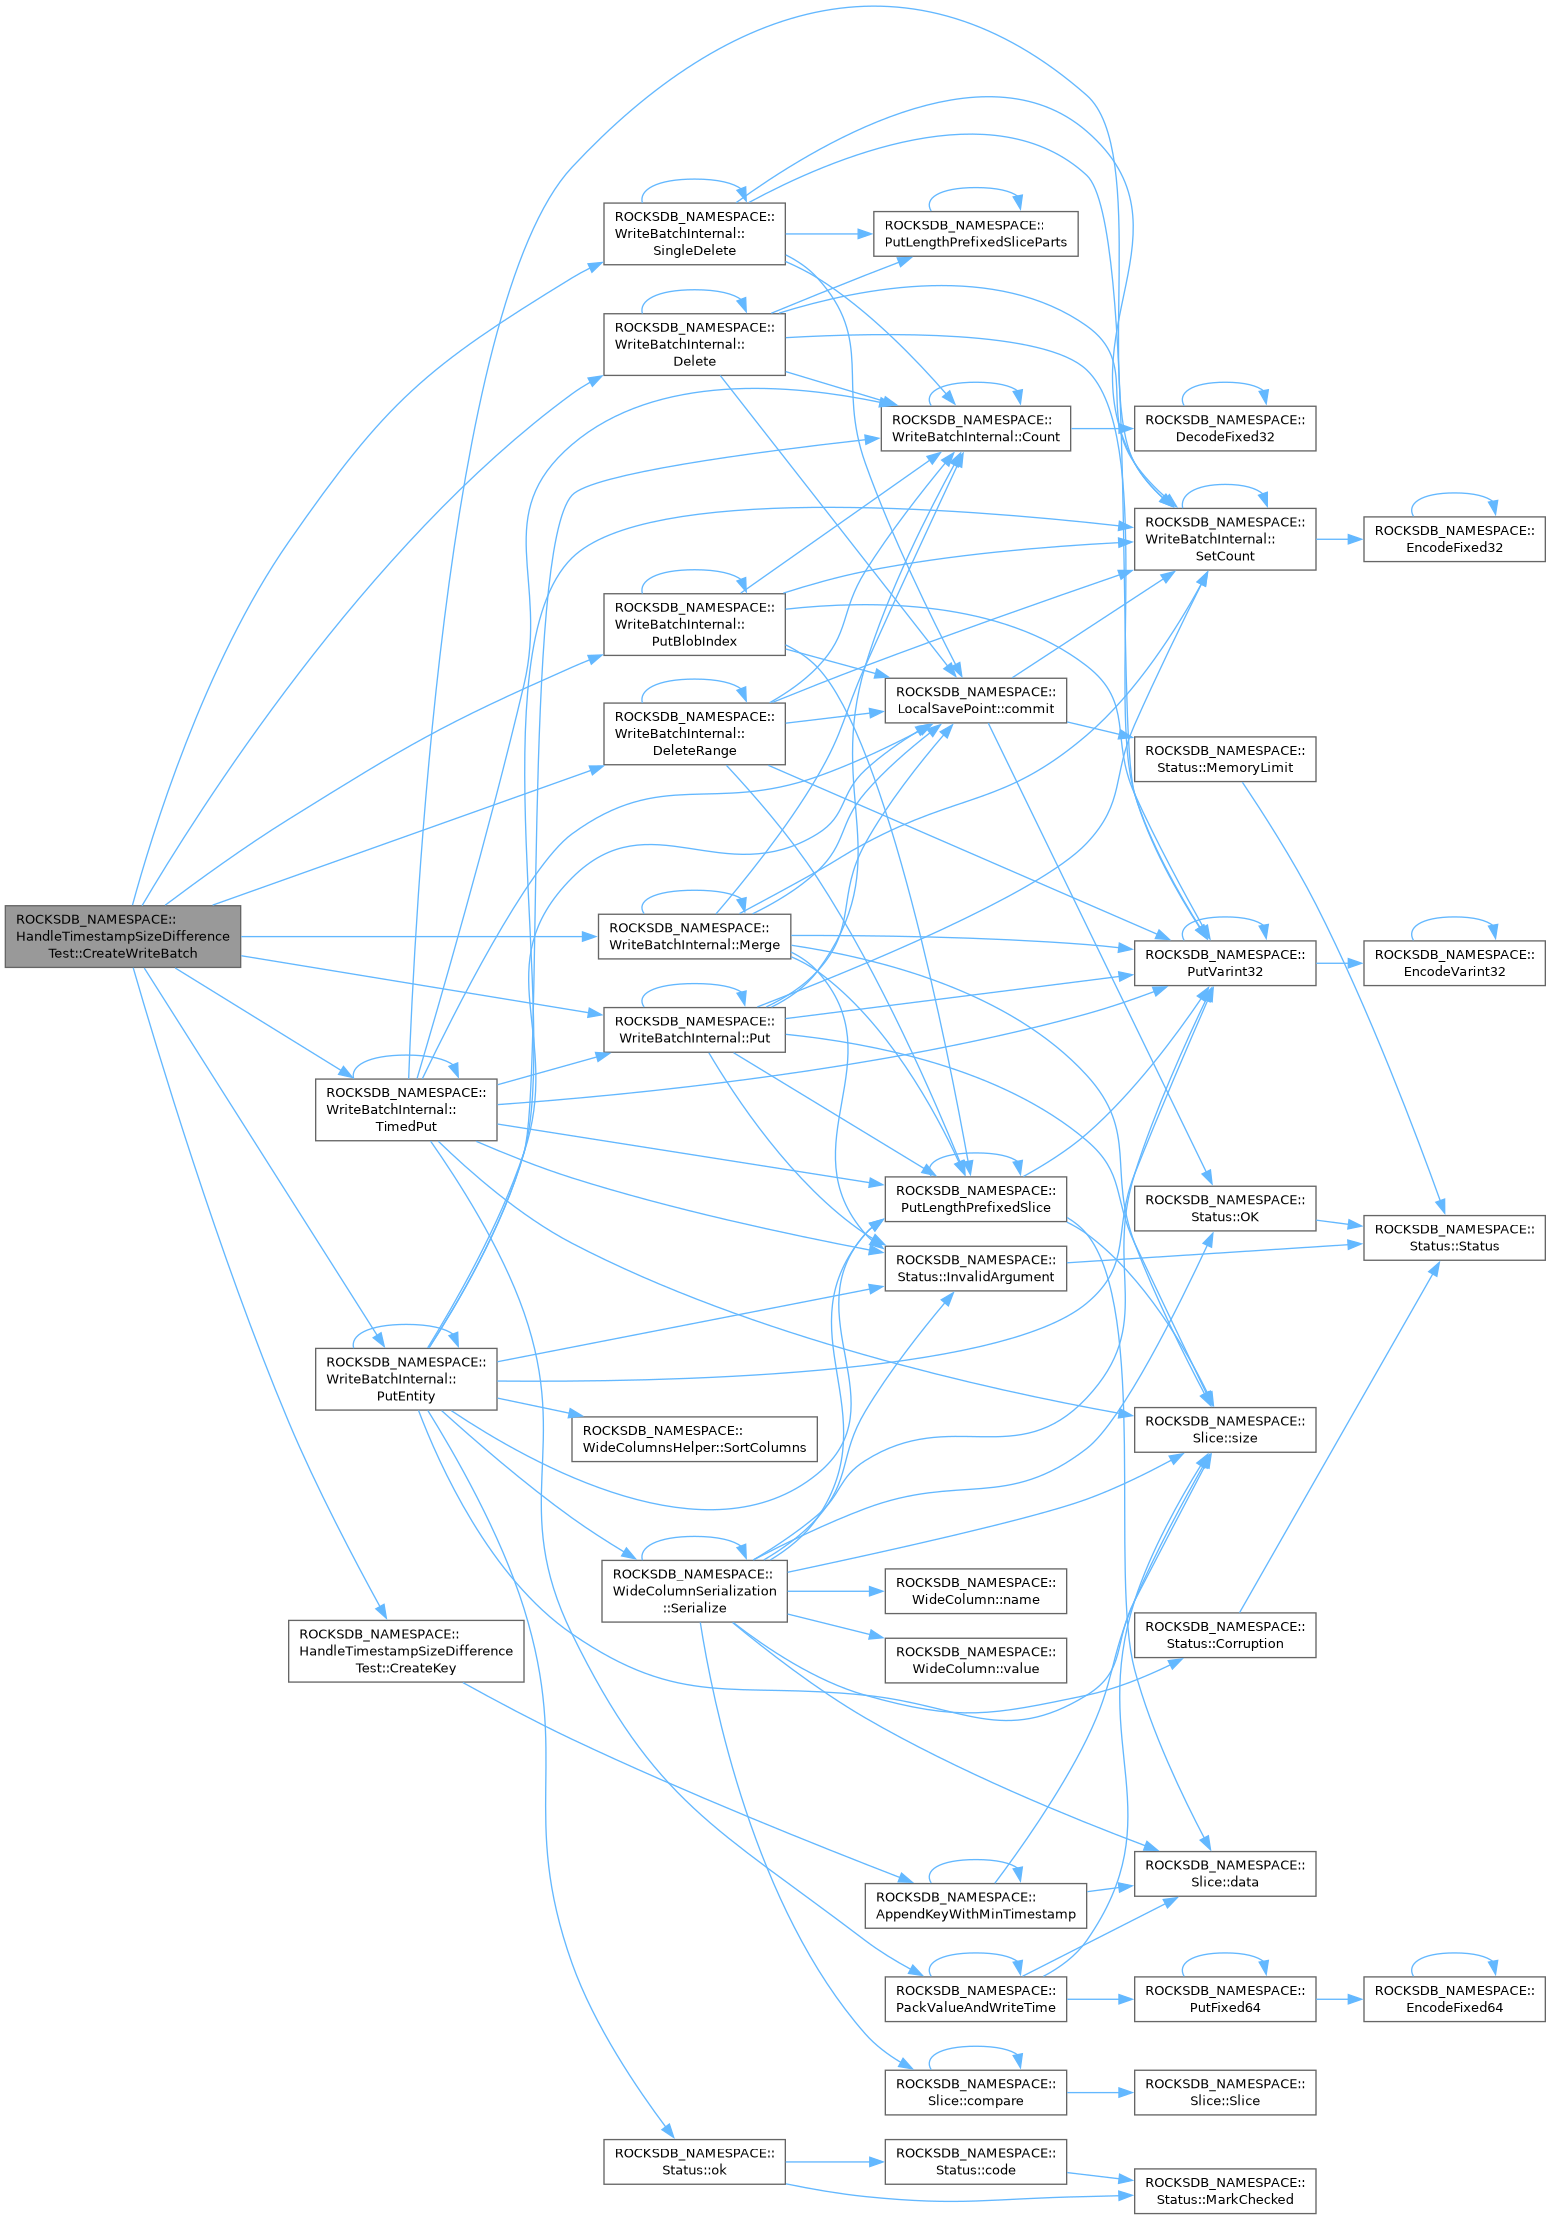 ROCKSDB_NAMESPACE::
HandleTimestampSizeDifference
Test::CreateWriteBatch
ROCKSDB_NAMESPACE::
WriteBatchInternal::
TimedPut
ROCKSDB_NAMESPACE::
WriteBatchInternal::
PutEntity
ROCKSDB_NAMESPACE::
HandleTimestampSizeDifference
Test::CreateKey
ROCKSDB_NAMESPACE::
WriteBatchInternal::
SingleDelete
ROCKSDB_NAMESPACE::
WriteBatchInternal::
Delete
ROCKSDB_NAMESPACE::
WriteBatchInternal::
PutBlobIndex
ROCKSDB_NAMESPACE::
WriteBatchInternal::
DeleteRange
ROCKSDB_NAMESPACE::
WriteBatchInternal::Merge
ROCKSDB_NAMESPACE::
WriteBatchInternal::Put
ROCKSDB_NAMESPACE::
WideColumnsHelper::SortColumns
ROCKSDB_NAMESPACE::
WideColumnSerialization
::Serialize
ROCKSDB_NAMESPACE::
Status::ok
ROCKSDB_NAMESPACE::
PutLengthPrefixedSliceParts
ROCKSDB_NAMESPACE::
WriteBatchInternal::Count
ROCKSDB_NAMESPACE::
LocalSavePoint::commit
ROCKSDB_NAMESPACE::
PutLengthPrefixedSlice
ROCKSDB_NAMESPACE::
Status::InvalidArgument
ROCKSDB_NAMESPACE::
WideColumn::name
ROCKSDB_NAMESPACE::
WideColumn::value
ROCKSDB_NAMESPACE::
AppendKeyWithMinTimestamp
ROCKSDB_NAMESPACE::
PackValueAndWriteTime
ROCKSDB_NAMESPACE::
Slice::compare
ROCKSDB_NAMESPACE::
Status::code
ROCKSDB_NAMESPACE::
DecodeFixed32
ROCKSDB_NAMESPACE::
WriteBatchInternal::
SetCount
ROCKSDB_NAMESPACE::
Status::MemoryLimit
ROCKSDB_NAMESPACE::
PutVarint32
ROCKSDB_NAMESPACE::
Status::OK
ROCKSDB_NAMESPACE::
Slice::size
ROCKSDB_NAMESPACE::
Status::Corruption
ROCKSDB_NAMESPACE::
Slice::data
ROCKSDB_NAMESPACE::
PutFixed64
ROCKSDB_NAMESPACE::
Slice::Slice
ROCKSDB_NAMESPACE::
Status::MarkChecked
ROCKSDB_NAMESPACE::
EncodeFixed32
ROCKSDB_NAMESPACE::
EncodeVarint32
ROCKSDB_NAMESPACE::
Status::Status
ROCKSDB_NAMESPACE::
EncodeFixed64